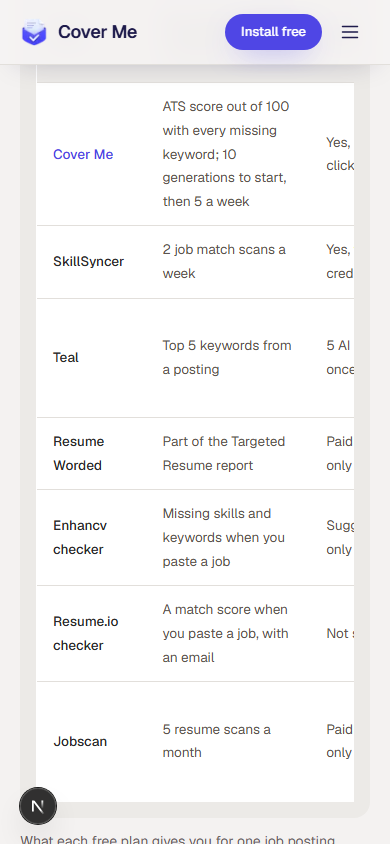 Cover Me
Install free
ATS score out of 100
with every missing
keyword; 10
generations to start,
then 5 a week
Cover Me
Yes,
click
SkillSyncer
2 job match scans a
week
Yes,
cred
Teal
Top 5 keywords from
a posting
5 AI
once
Resume
Worded
Part of the Targeted
Resume report
Paid
only
Enhancv
checker
Missing skills and
keywords when you
paste a job
Sugg
only
Resume.io
checker
A match score when
you paste a job, with
an email
Not
Jobscan
5 resume scans a
month
Paid
only
N
What each free plan gives you for one job posting